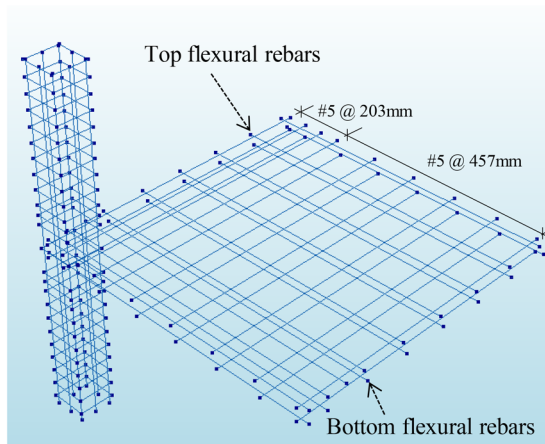 Top flexural rebars
#5 @ 203mm
#5 @ 457mm
Bottom flexural rebars